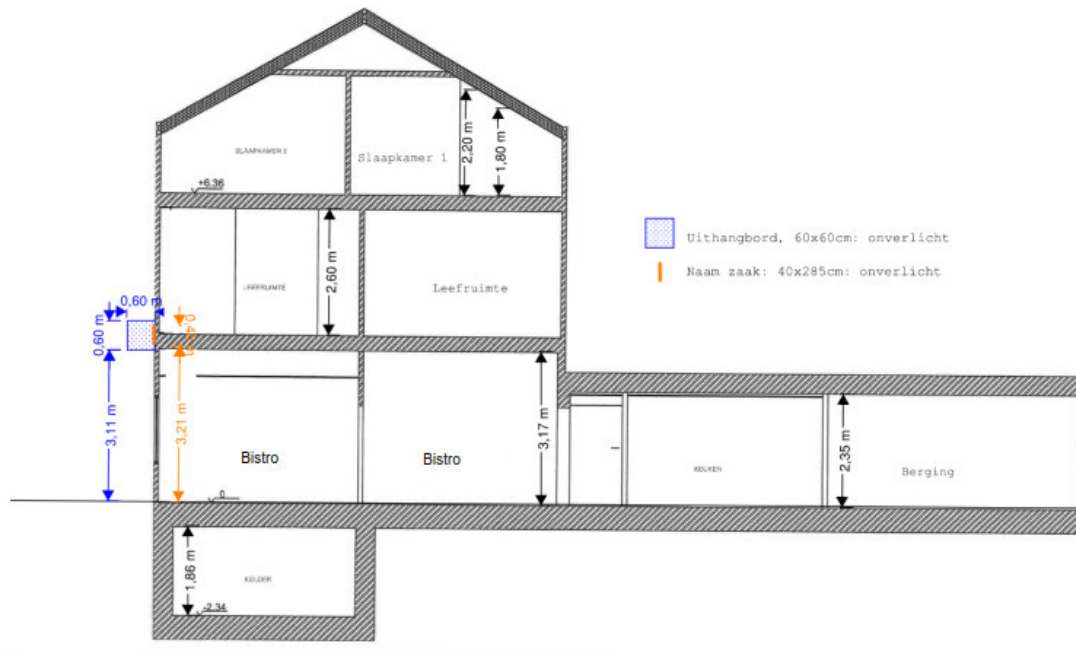 SLAAPKAMER 2
Slaapkamer 1
2,20 m
1,80 m
+6.36
Uithangbord, 60x60cm: onverlicht
Naam zaak: 40x285cm: onverlicht
LEEFRUIMTE
2,60 m
Leefruimte
0,60 m
0,60 m
3,11 m
3,21 m
Bistro
Bistro
3,17 m
KEUKEN
2,35 m
Berging
0
1,86 m
KELDER
-2.34